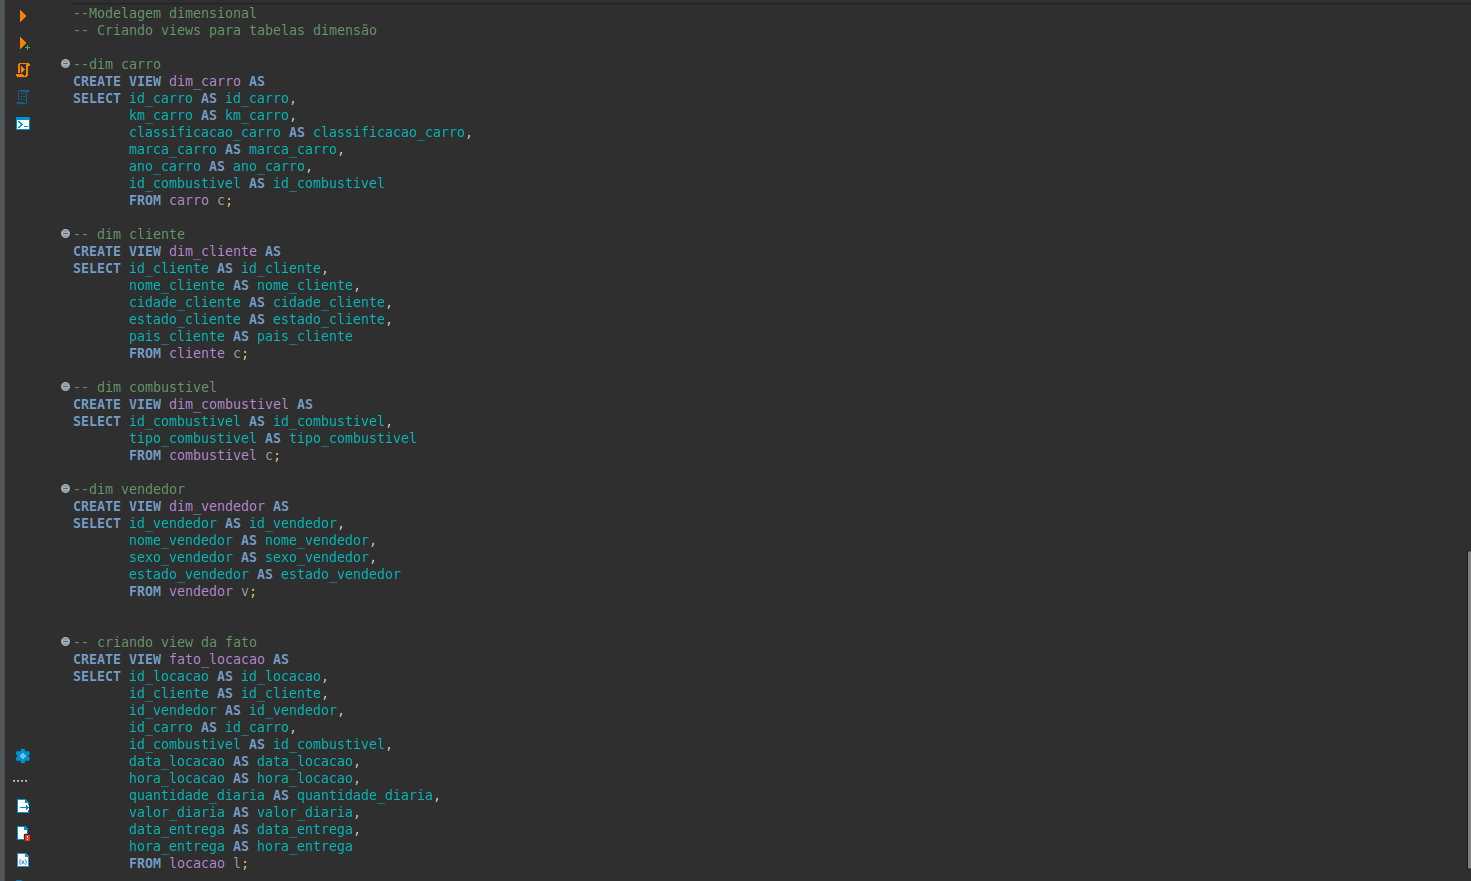 --Modelagem dimensional
-- Criando views para tabelas dimensão
--dim carro
CREATE VIEW dim_carro AS
SELECT id_carro AS id_carro,
km_carro AS km_carro,
classificacao_carro AS classificacao_carro,
marca_carro AS marca_carro,
ano_carro AS ano_carro,
id_combustivel AS id_combustivel
FROM carro c;
-- dim cliente
CREATE VIEW dim_cliente AS
SELECT id_cliente AS id_cliente,
nome_cliente AS nome_cliente,
cidade_cliente AS cidade_cliente,
estado_cliente AS estado_cliente,
pais_cliente AS pais_cliente
FROM cliente c;
-- dim combustivel
CREATE VIEW dim_combustivel AS
SELECT id_combustivel AS id_combustivel,
tipo_combustivel AS tipo_combustivel
FROM combustivel c;
--dim vendedor
CREATE VIEW dim_vendedor AS
SELECT id_vendedor AS id_vendedor,
nome_vendedor AS nome_vendedor,
sexo_vendedor AS sexo_vendedor,
estado_vendedor AS estado_vendedor
FROM vendedor v;
-- criando view da fato
CREATE VIEW fato_locacao AS
SELECT id_locacao AS id_locacao,
id_cliente AS id_cliente,
id_vendedor AS id_vendedor,
id_carro AS id_carro,
id_combustivel AS id_combustivel,
data_locacao AS data_locacao,
hora_locacao AS hora_locacao,
quantidade_diaria AS quantidade_diaria,
valor_diaria AS valor_diaria,
data_entrega AS data_entrega,
hora_entrega AS hora_entrega
FROM locacao l;